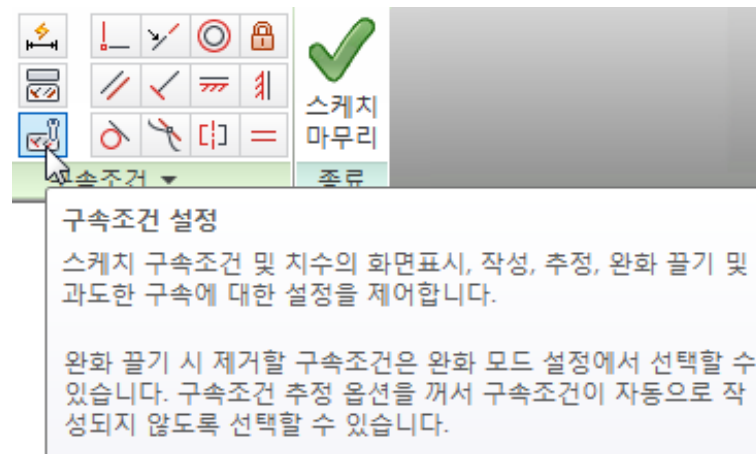 스케치
마무리
구속조건
종료
구속조건 설정
스케치 구속조건 및 치수의 화면표시, 작성, 추정, 완화 끌기 및
과도한 구속에 대한 설정을 제어합니다.
완화 끌기 시 제거할 구속조건은 완화 모드 설정에서 선택할 수
있습니다. 구속조건 추정 옵션을 꺼서 구속조건이 자동으로 작
성되지 않도록 선택할 수 있습니다.